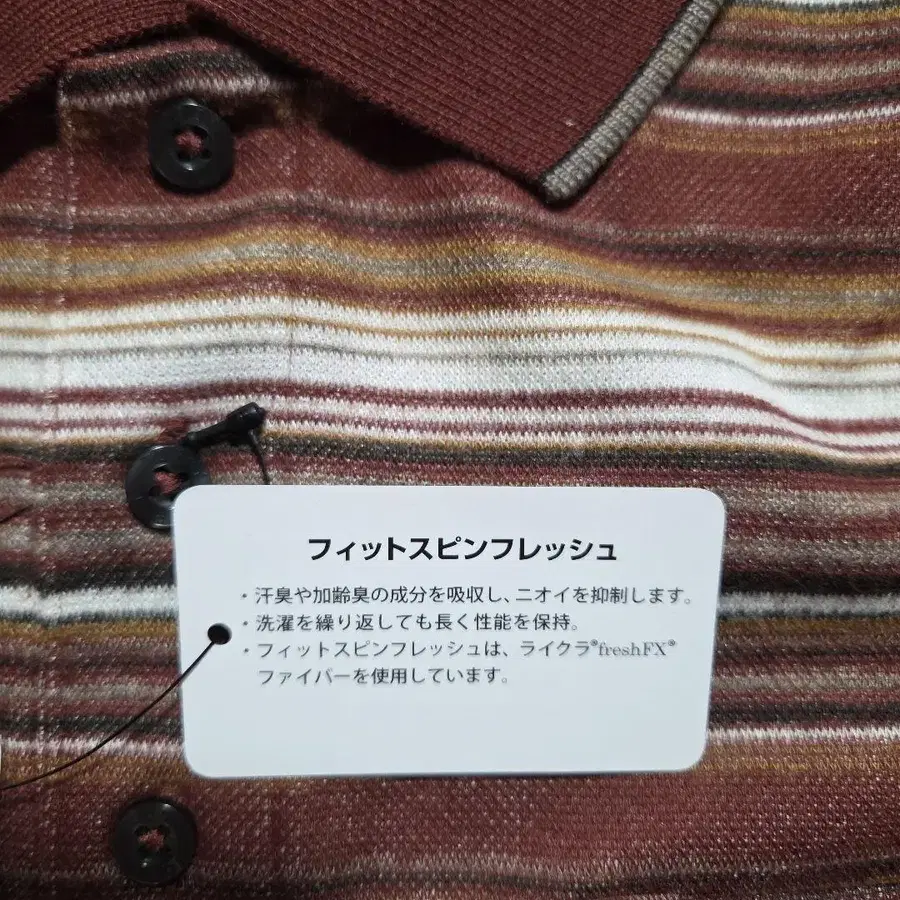 フィットスピンフレッシュ
・汗臭や加齢臭の成分を吸収し、ニオイを抑制します。
・洗濯を繰り返しても長く性能を保持。
・フィットスピンフレッシュは、ライクラ®freshFX®
ファイバーを使用しています。